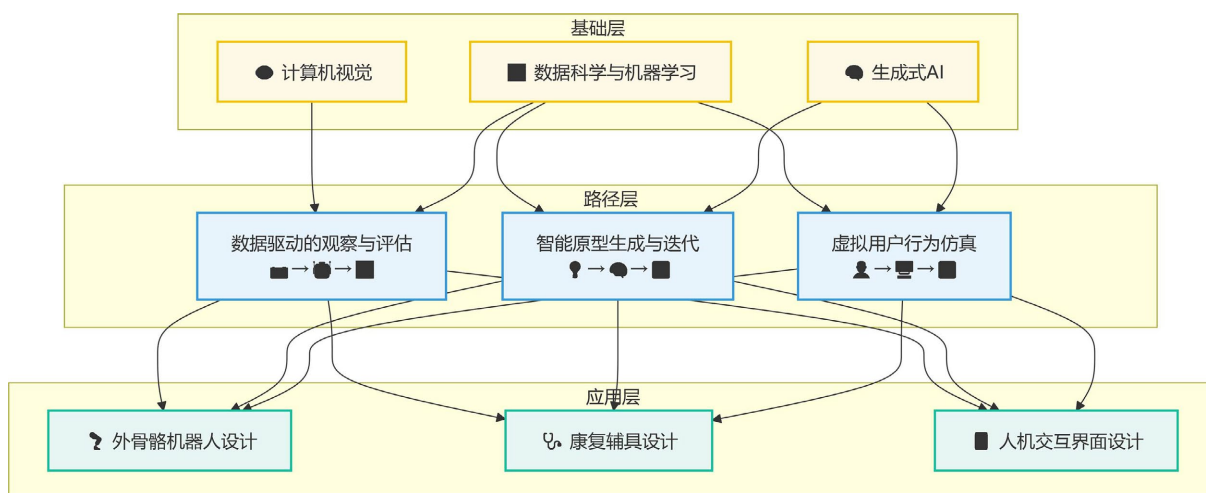 基础层
计算机视觉
数据科学与机器学习
生成式AI
路径层
数据驱动的观察与评估
→ →
智能原型生成与迭代
→ →
虚拟用户行为仿真
→ →
应用层
外骨骼机器人设计
康复辅具设计
人机交互界面设计